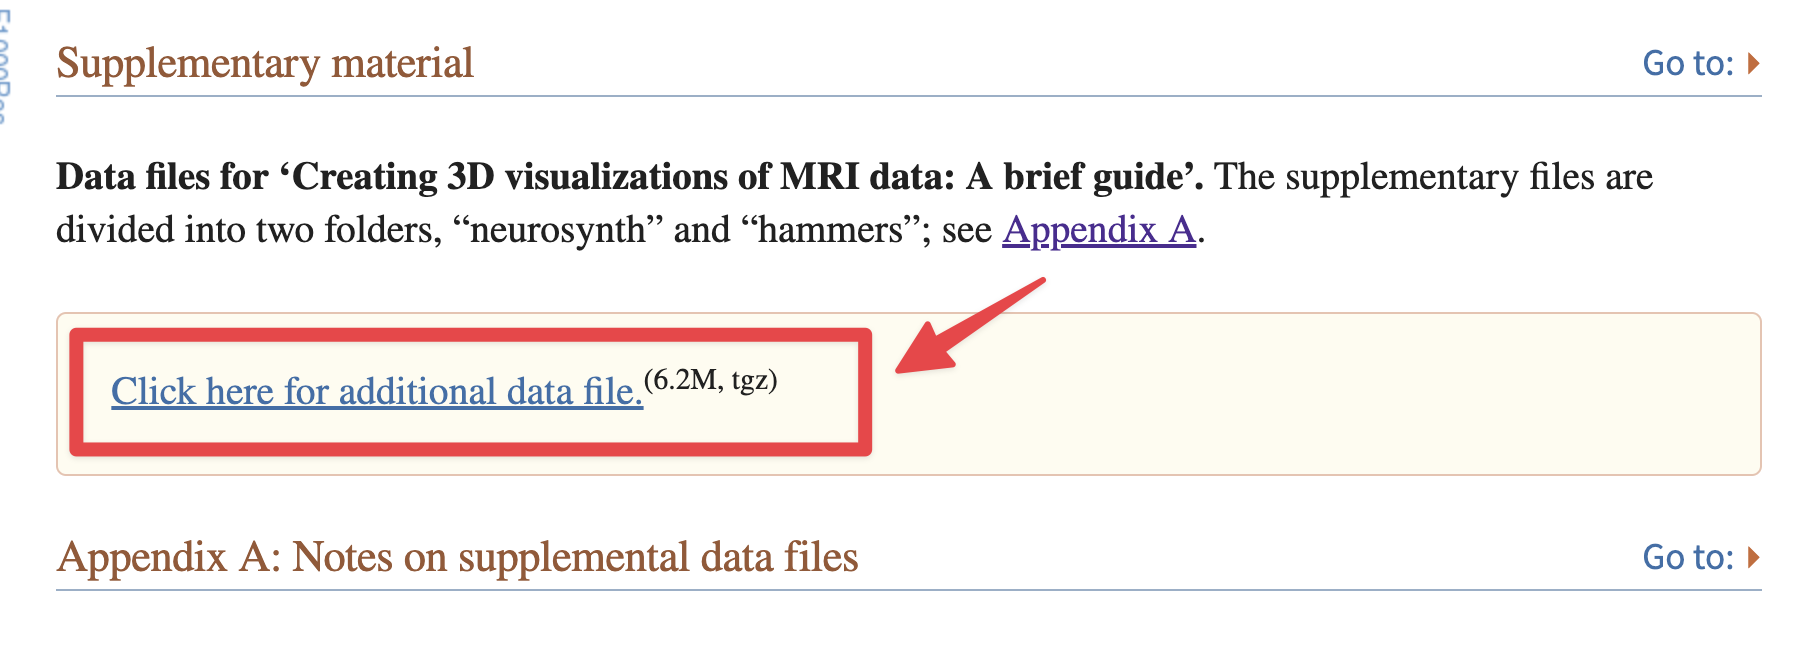 Supplementary material
Go to:
Data files for ‘Creating 3D visualizations of MRI data: A brief guide’. The supplementary files are
divided into two folders, “neurosynth” and “hammers”; see Appendix A.
Click here for additional data file.(6.2M, tgz)
Appendix A: Notes on supplemental data files
Go to: